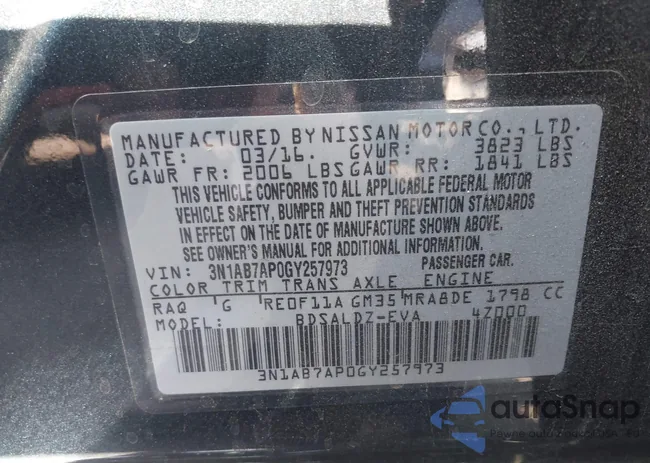 MANUFACTURED BY NISSAN MOTOR CO., LTD.
DATE: 03/16. GVWR: 3823 LBS
GAWR FR: 2006 LBS GAWR RR: 1841 LBS
THIS VEHICLE CONFORMS TO ALL APPLICABLE FEDERAL MOTOR
VEHICLE SAFETY, BUMPER AND THEFT PREVENTION STANDARDS
IN EFFECT ON THE DATE OF MANUFACTURE SHOWN ABOVE.
SEE OWNER'S MANUAL FOR ADDITIONAL INFORMATION.
VIN: 3N1AB7AP0GY257973 PASSENGER CAR.
COLOR TRIM TRANS AXLE ENGINE
RAQ G RE0F11A GM35 MRA8DE 1798 CC
MODEL: BDSALDZ-EVA 4Z000
3N1AB7AP0GY257973
autoSnap